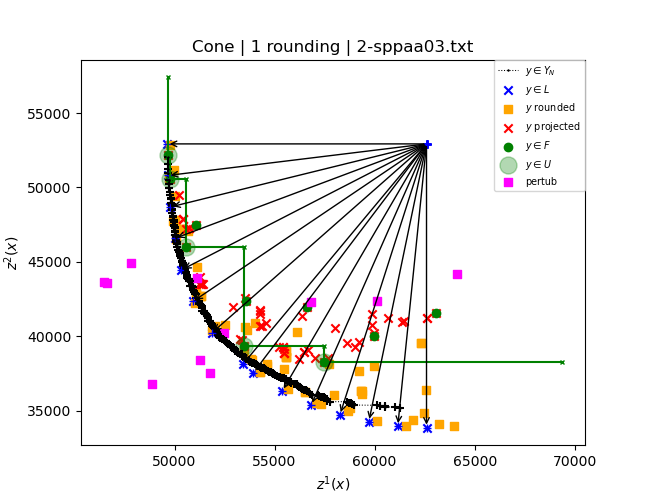 Cone | 1 rounding | 2-sppaa03.txt
y ∈ Y_N
y ∈ L
y rounded
y projected
y ∈ F
y ∈ U
pertub
55000
50000
45000
40000
35000
z²(x)
50000 55000 60000 65000 70000
z¹(x)